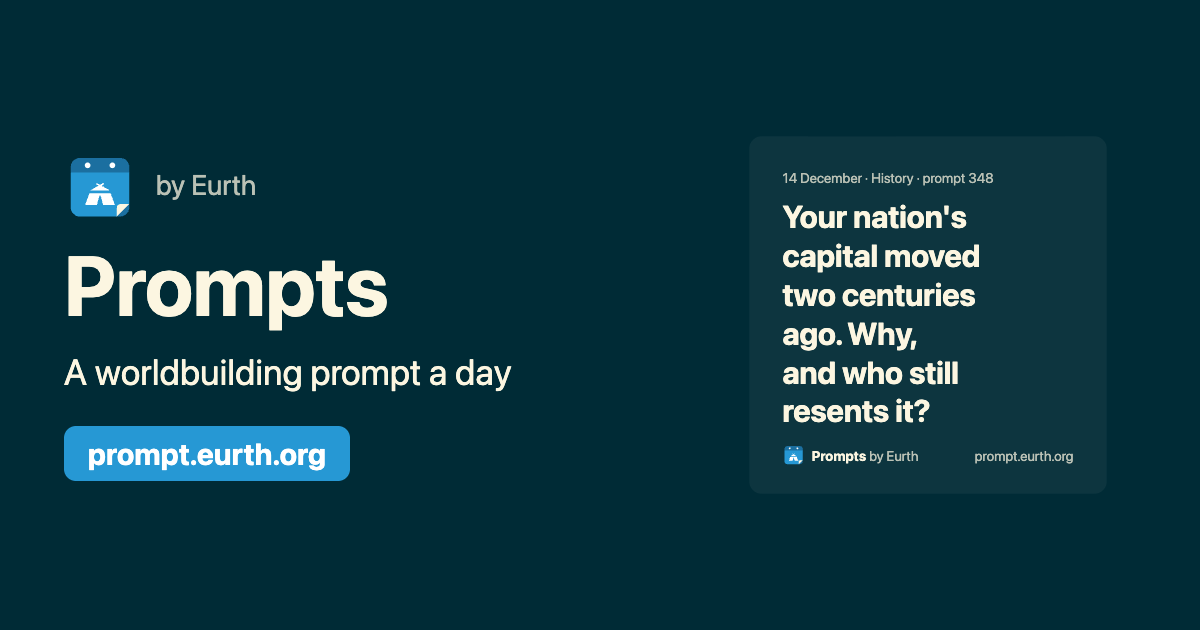 by Eurth
Prompts
A worldbuilding prompt a day
prompt.eurth.org
14 December · History · prompt 348
Your nation's
capital moved
two centuries
ago. Why,
and who still
resents it?
Prompts by Eurth
prompt.eurth.org